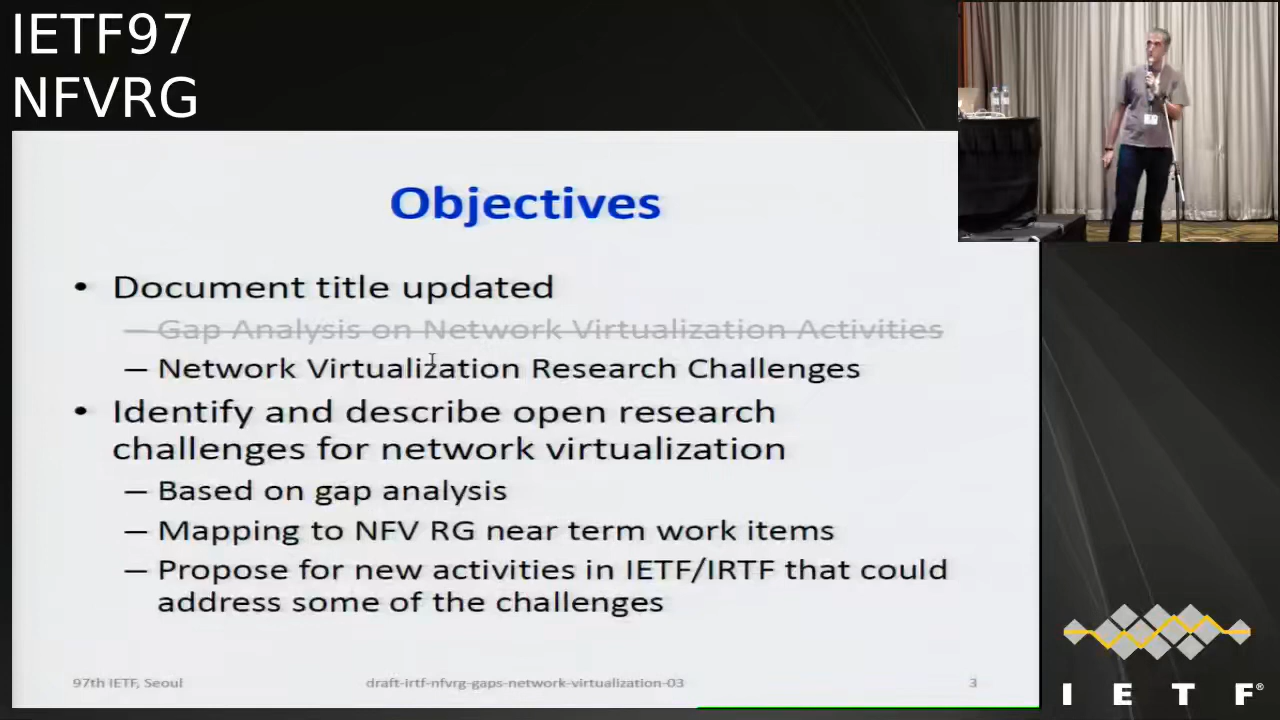 IETF97
NFVRG
Objectives
• Document title updated
– Gap Analysis on Network Virtualization Activities
– Network Virtualization Research Challenges
• Identify and describe open research
challenges for network virtualization
– Based on gap analysis
– Mapping to NFV RG near term work items
– Propose for new activities in IETF/IRTF that could
address some of the challenges
97th IETF, Seoul
draft-irtf-nfvrg-gaps-network-virtualization-03
3
I E T F®